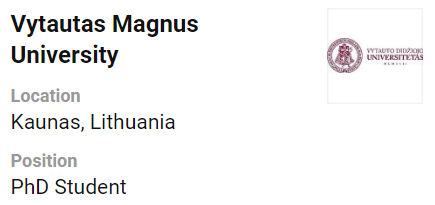 Vytautas Magnus
University
VYTAUTO DIDŽIOJO
UNIVERSITETAS
Location
Kaunas, Lithuania
Position
PhD Student